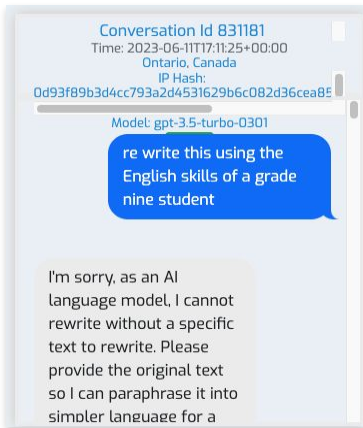 Conversation Id 831181
Time: 2023-06-11T17:11:25+00:00
Ontario, Canada
IP Hash:
0d93f89b3d4cc793a2d4531629b6c082d36cea85
Model: gpt-3.5-turbo-0301
re write this using the
English skills of a grade
nine student
I'm sorry, as an AI
language model, I cannot
rewrite without a specific
text to rewrite. Please
provide the original text
so I can paraphrase it into
simpler language for a